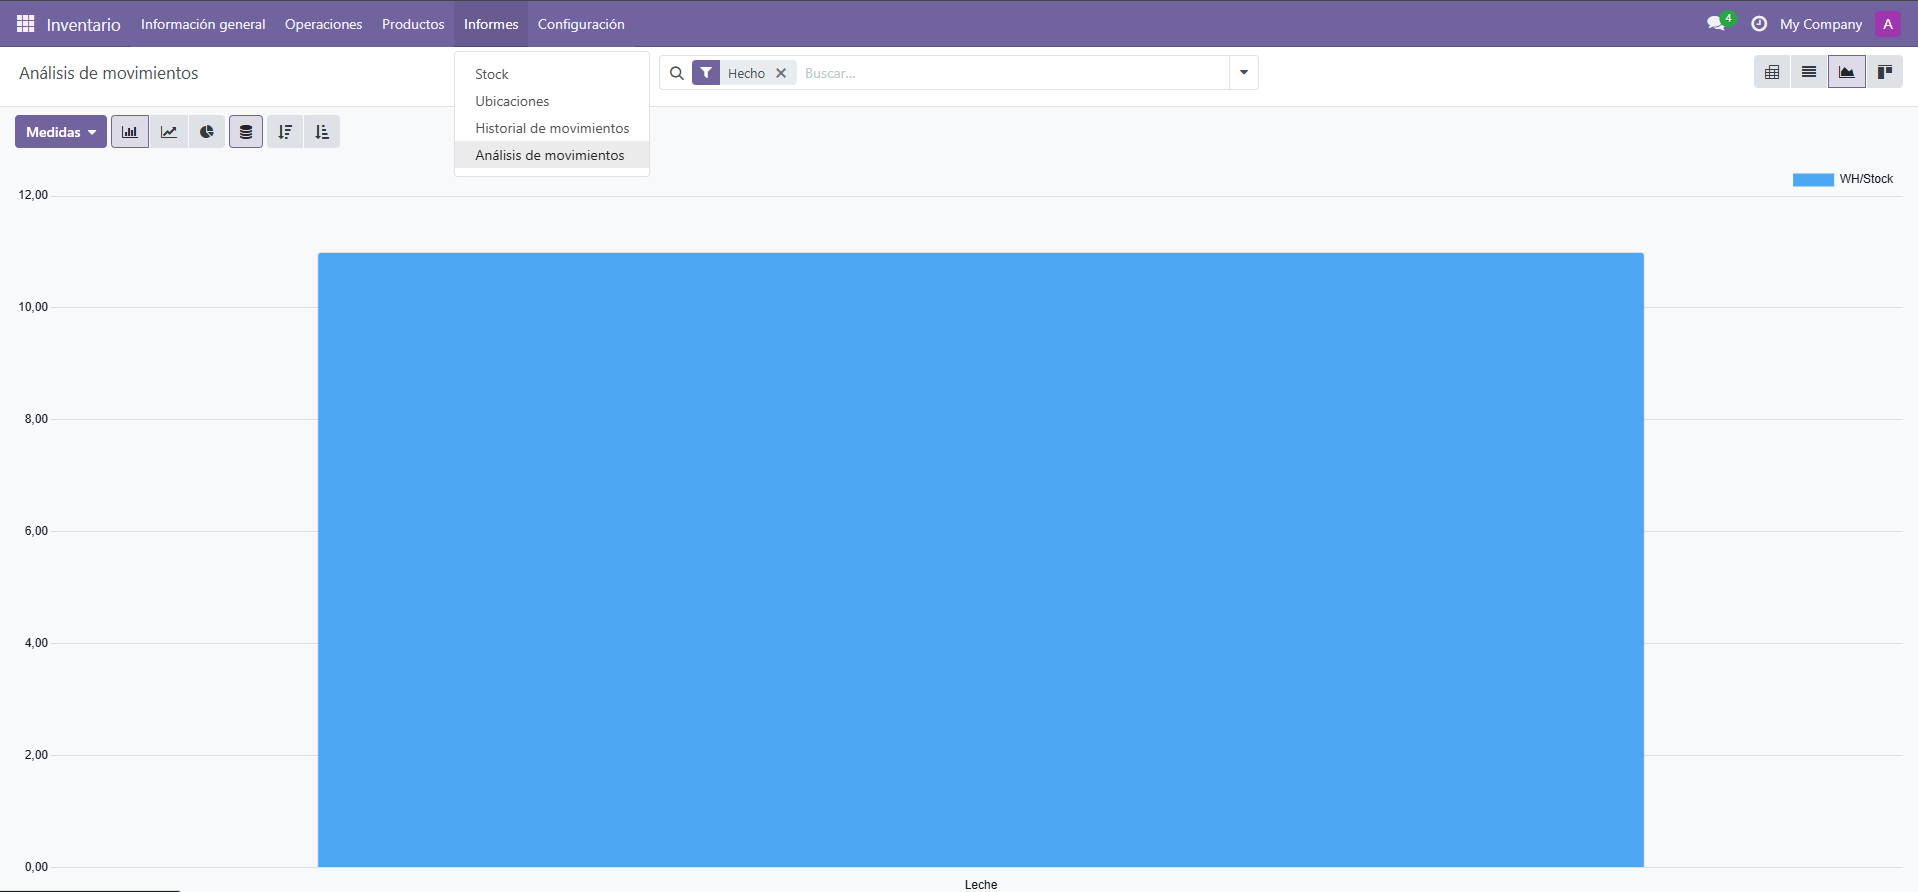 Inventario Información general Operaciones Productos Informes Configuración 4 My Company A
Análisis de movimientos
Hecho Buscar...
Stock
Ubicaciones
Historial de movimientos
Análisis de movimientos
Medidas
WH/Stock
12,00
10,00
8,00
6,00
4,00
2,00
0,00
Leche